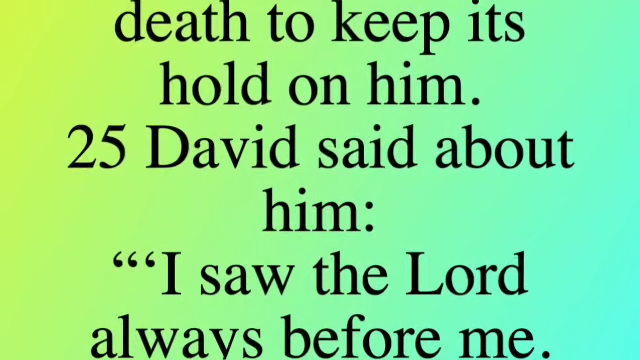 death to keep its
hold on him.
25 David said about
him:
“‘I saw the Lord
always before me.